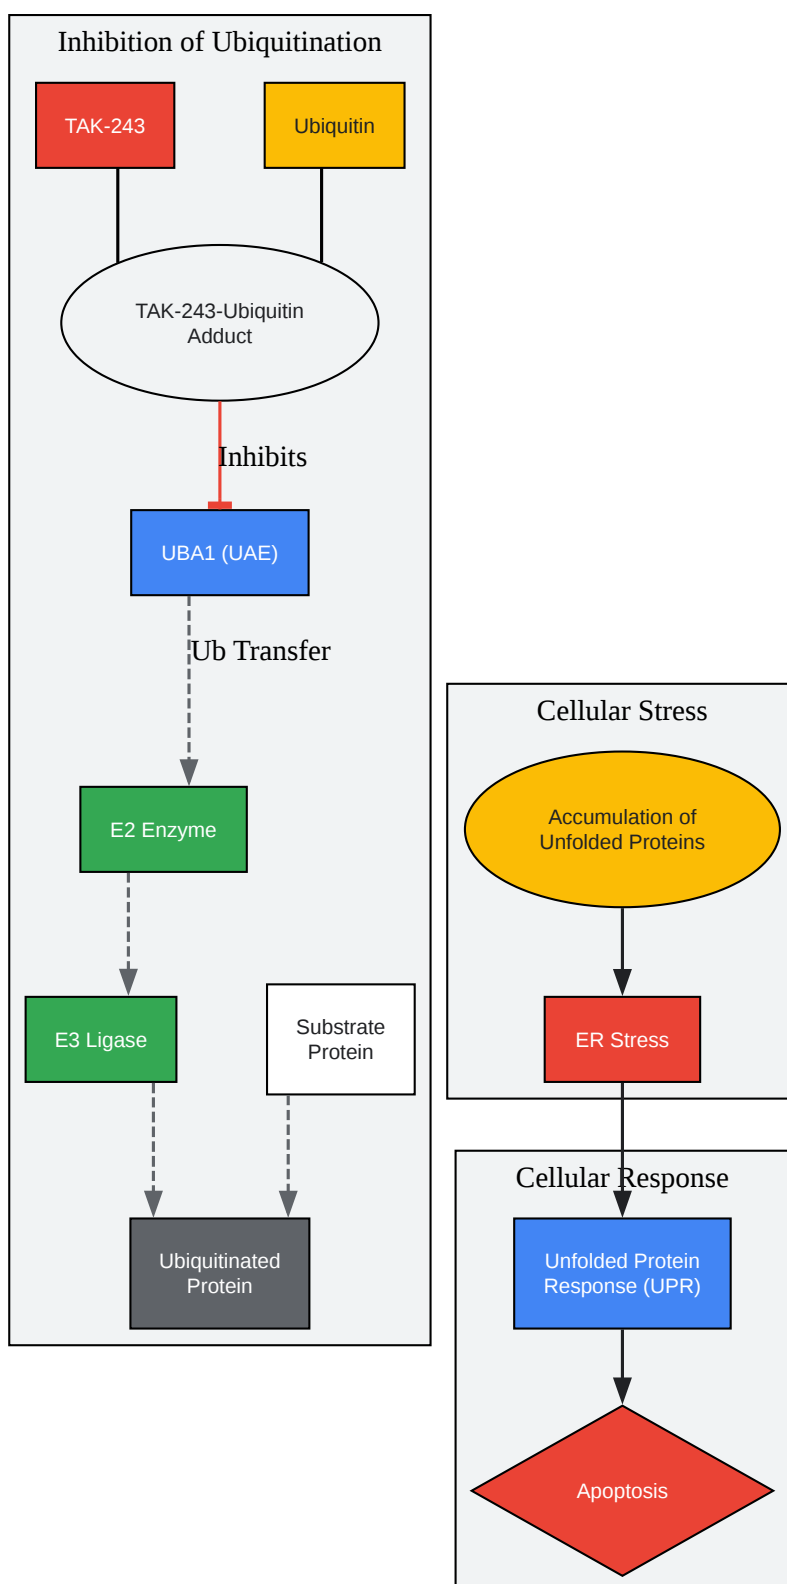 Inhibition of Ubiquitination
TAK-243
Ubiquitin
TAK-243-Ubiquitin
Adduct
Inhibits
UBA1 (UAE)
Ub Transfer
E2 Enzyme
E3 Ligase
Substrate
Protein
Ubiquitinated
Protein
Cellular Stress
Accumulation of
Unfolded Proteins
ER Stress
Cellular Response
Unfolded Protein
Response (UPR)
Apoptosis